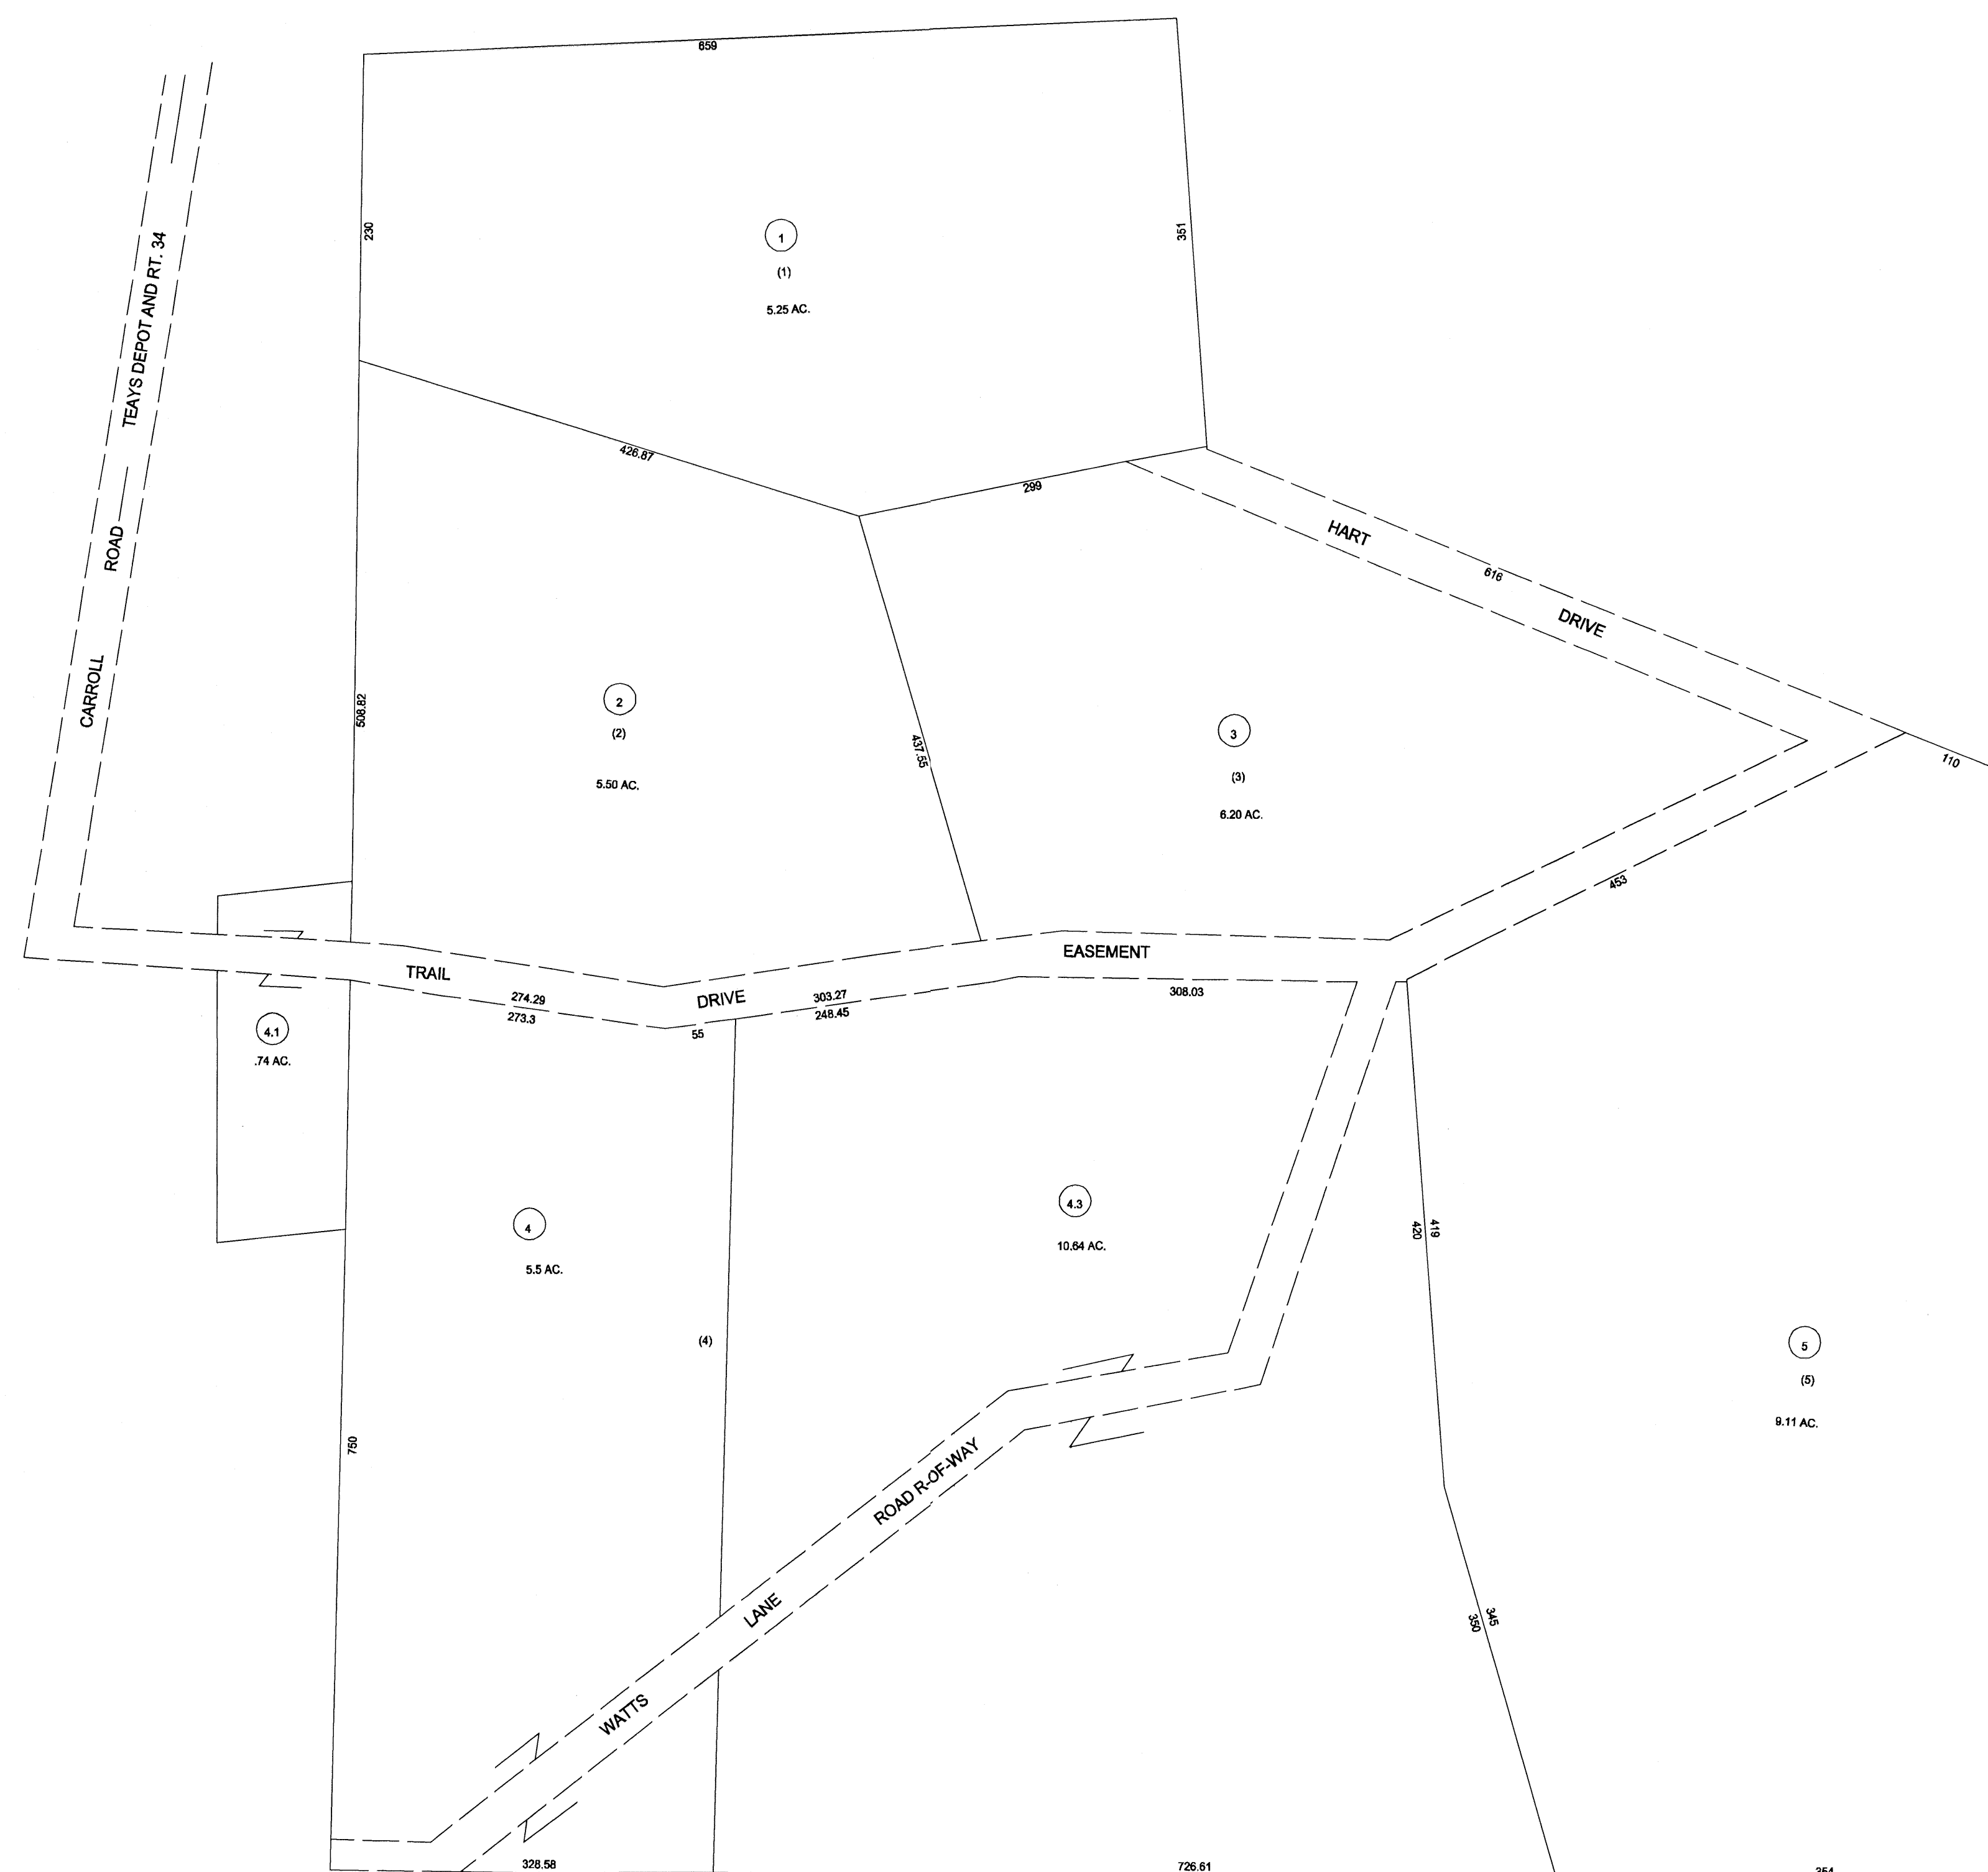 659
230
351
1
(1)
5.25 AC.
TEAYS DEPOT AND RT. 34
ROAD
CARROLL
426.87
299
HART
616
DRIVE
110
508.82
2
(2)
5.50 AC.
437.55
3
(3)
6.20 AC.
453
TRAIL
274.29
273.3
DRIVE
55
303.27
248.45
EASEMENT
308.03
4.1
.74 AC.
4
5.5 AC.
(4)
4.3
10.64 AC.
419
420
5
(5)
9.11 AC.
750
ROAD R-OF-WAY
LANE
WATTS
345
350
328.58
726.61
354